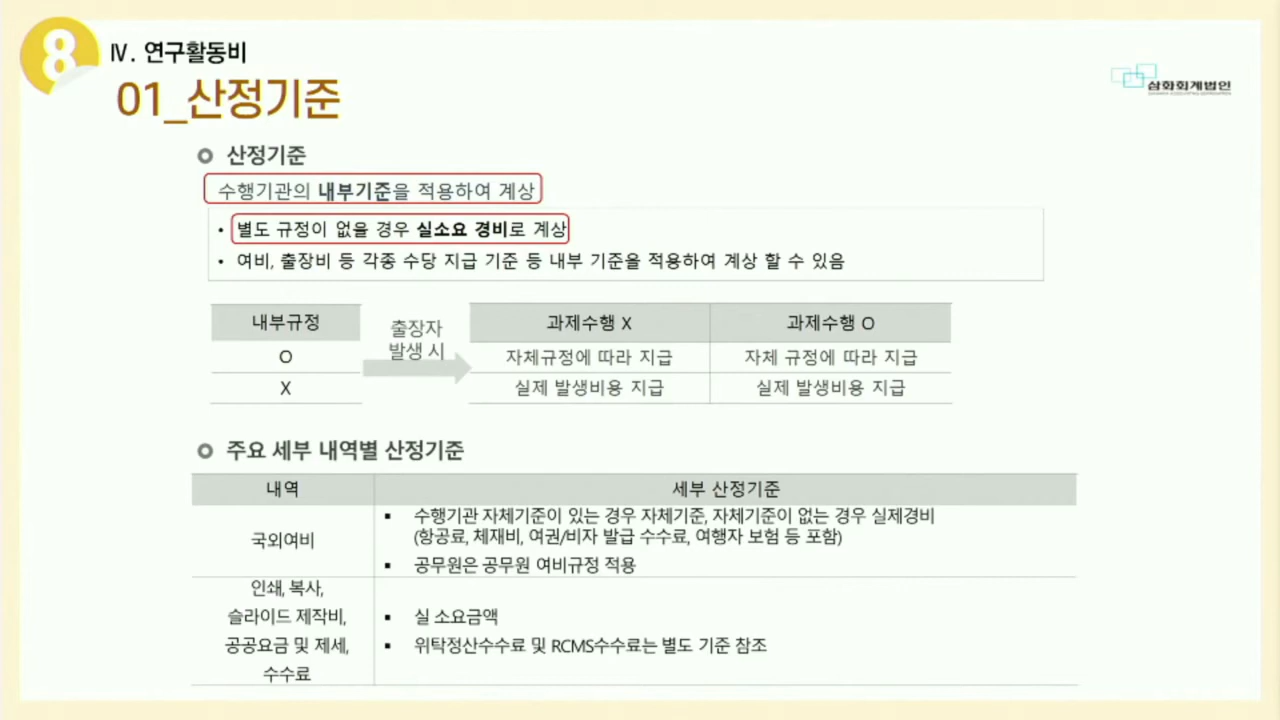 8
Ⅳ. 연구활동비
01_산정기준
삼화회계법인
산정기준
수행기관의 내부기준을 적용하여 계상
• 별도 규정이 없을 경우 실소요 경비로 계상
• 여비, 출장비 등 각종 수당 지급 기준 등 내부 기준을 적용하여 계상 할 수 있음
내부규정
O
X
출장자
발생 시
과제수행 X 과제수행 O
자체규정에 따라 지급 자체 규정에 따라 지급
실제 발생비용 지급 실제 발생비용 지급
주요 세부 내역별 산정기준
내역 세부 산정기준
국외여비
▪ 수행기관 자체기준이 있는 경우 자체기준, 자체기준이 없는 경우 실제경비
(항공료, 체재비, 여권/비자 발급 수수료, 여행자 보험 등 포함)
▪ 공무원은 공무원 여비규정 적용
인쇄, 복사,
슬라이드 제작비,
공공요금 및 제세,
수수료
▪ 실 소요금액
▪ 위탁정산수수료 및 RCMS수수료는 별도 기준 참조